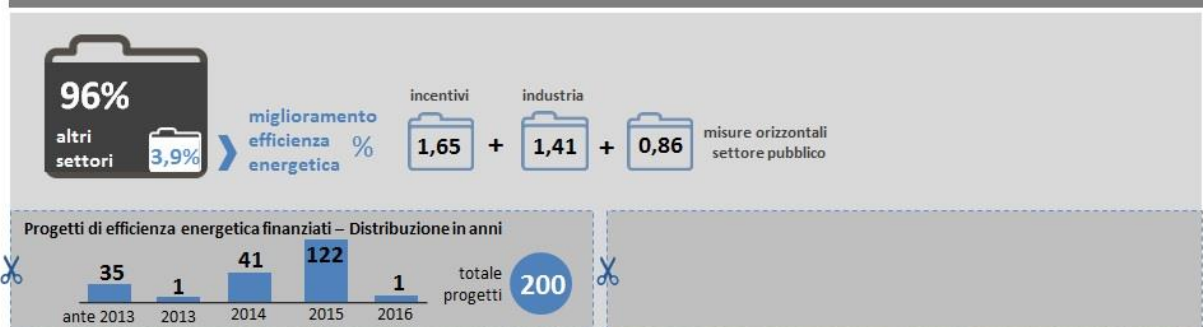 96%
altri
settori
3,9%
miglioramento
efficienza %
energetica
incentivi
1,65
+
industria
1,41
+
0,86
misure orizzontali
settore pubblico
Progetti di efficienza energetica finanziati – Distribuzione in anni
35 1 41 122 1
ante 2013 2013 2014 2015 2016
totale
progetti
200